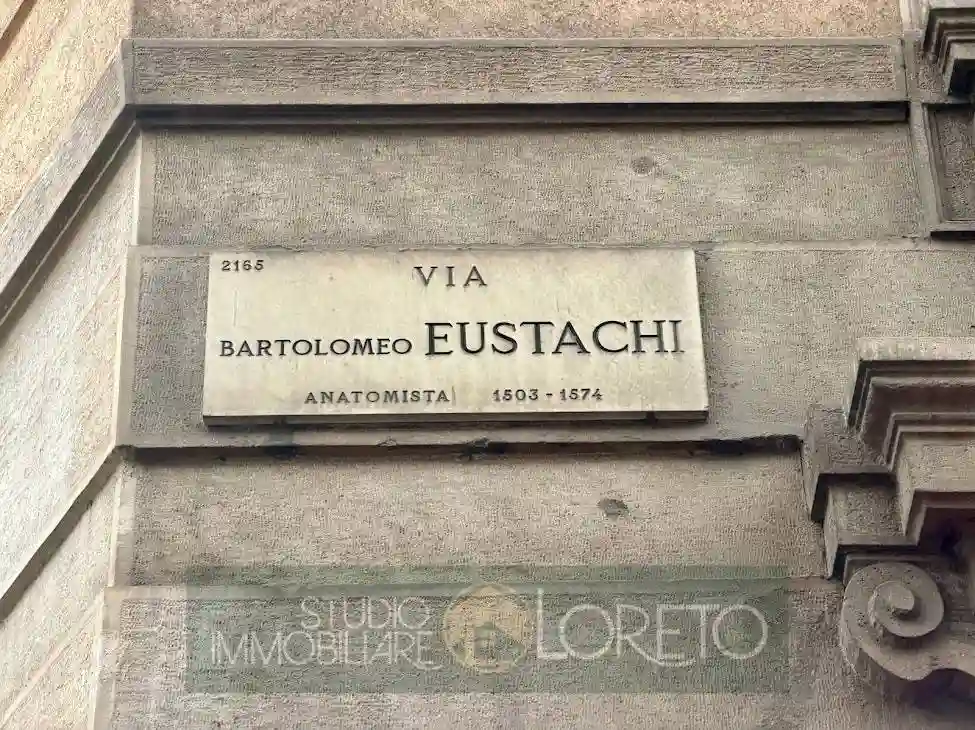 2165
VIA
BARTOLOMEO EUSTACHI
ANATOMISTA 1503 - 1574
STUDIO
IMMOBILIARE LORETO